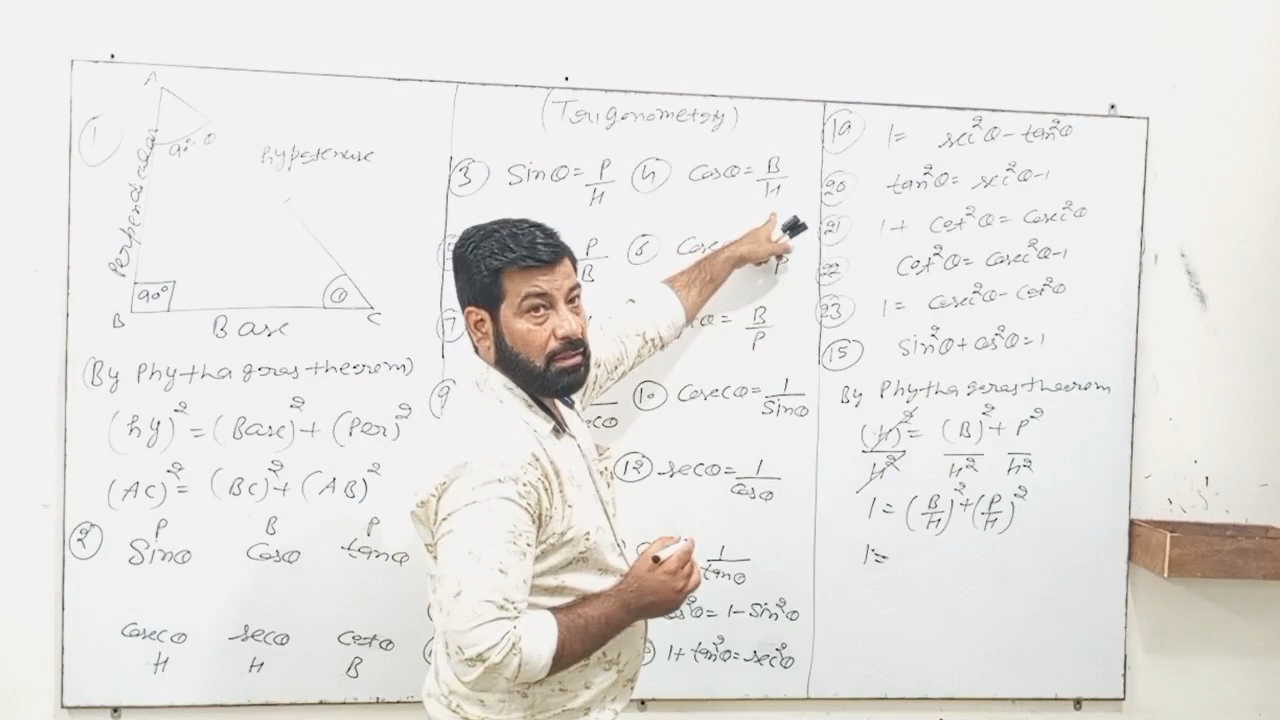 (Trigonometry)
1
A
90°-θ
Perpendicular
hypotenuse
90°
θ
B
Base
C
(By Phythagoras theorem)
(hy)² = (Base)² + (Per)²
(AC)² = (BC)² + (AB)²
2
P B P
Sinθ Cosθ tanθ
Cosecθ secθ Cotθ
H H B
3 Sinθ = P/H 4 Cosθ = B/H
P/B 6 Cosec P
7 θ = B/P
9 10 Cosecθ = 1/Sinθ
12 secθ = 1/cosθ
1/tanθ
os²θ = 1 - Sin²θ
1 + tan²θ = sec²θ
19 1 = sec²θ - tan²θ
20 tan²θ = sec²θ - 1
21 1 + Cot²θ = Cosec²θ
22 Cot²θ = Cosec²θ - 1
23 1 = Cosec²θ - Cot²θ
15 Sin²θ + Cos²θ = 1
By Phythagoras theorem
(H)²/H² = (B)²/H² + P²/H²
1 = (B/H)² + (P/H)²
1 =